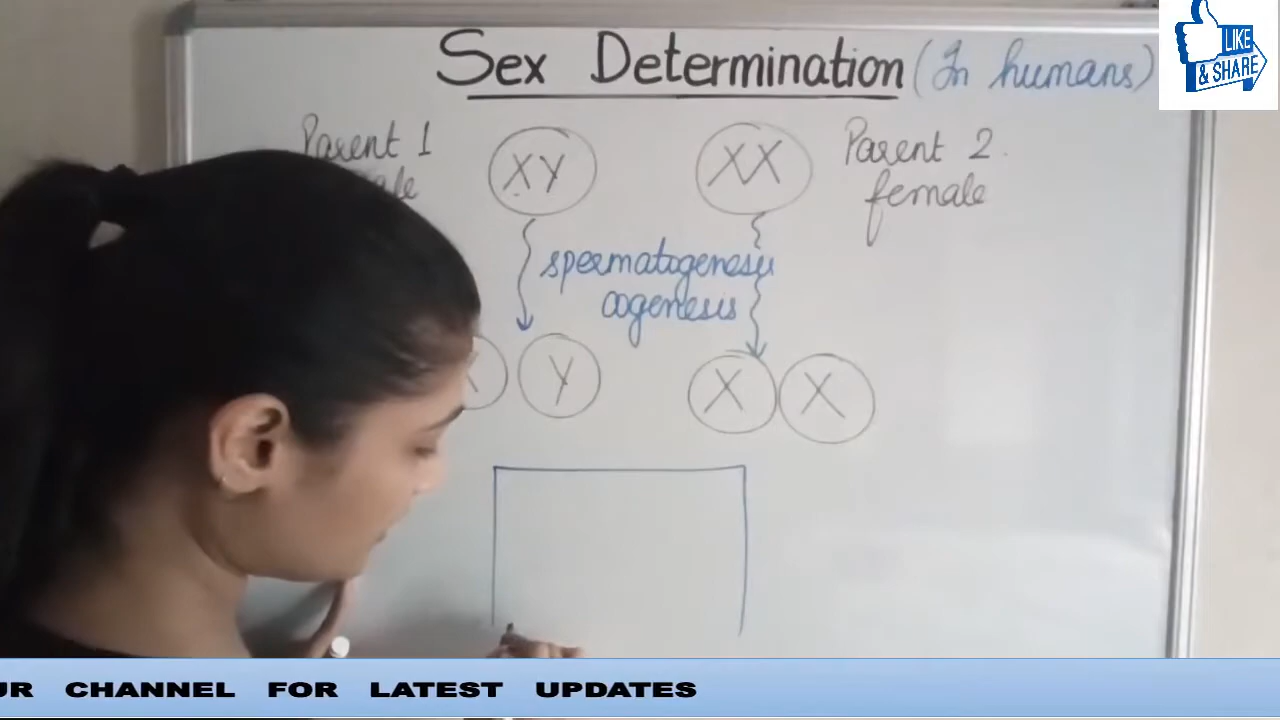 Sex Determination (In humans)
LIKE
& SHARE
Parent 1
XY
XX
Parent 2.
female
spermatogenesis
oogenesis
Y
X
X
UR CHANNEL FOR LATEST UPDATES